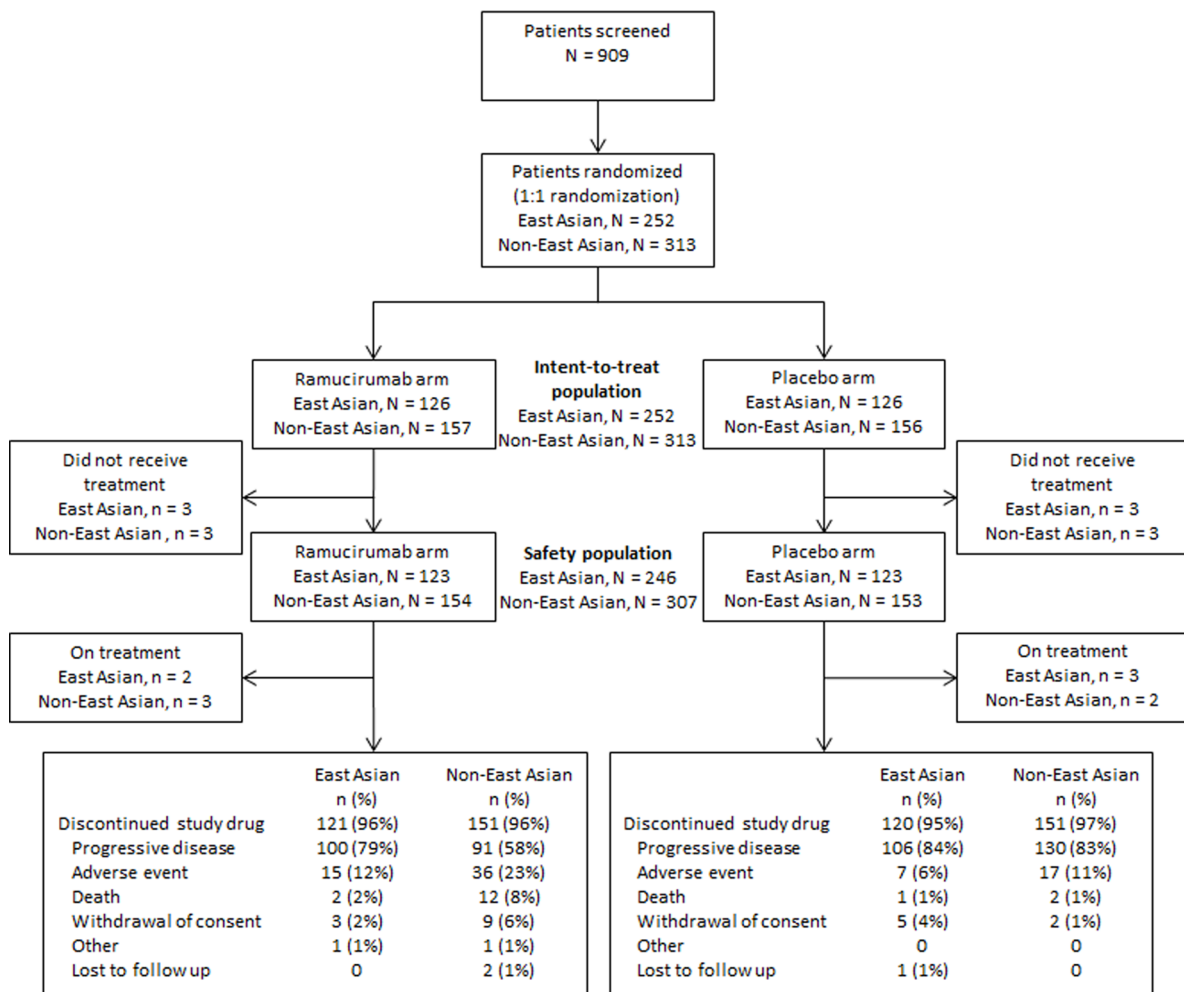 Patients screened
N = 909
Patients randomized
(1:1 randomization)
East Asian, N = 252
Non-East Asian, N = 313
Ramucirumab arm
East Asian, N = 126
Non-East Asian, N = 157
Intent-to-treat
population
East Asian, N = 252
Non-East Asian, N = 313
Placebo arm
East Asian, N = 126
Non-East Asian, N = 156
Did not receive
treatment
East Asian, n = 3
Non-East Asian , n = 3
Did not receive
treatment
East Asian, n = 3
Non-East Asian, n = 3
Ramucirumab arm
East Asian, N = 123
Non-East Asian, N = 154
Safety population
East Asian, N = 246
Non-East Asian, N = 307
Placebo arm
East Asian, N = 123
Non-East Asian, N = 153
On treatment
East Asian, n = 2
Non-East Asian, n = 3
On treatment
East Asian, n = 3
Non-East Asian, n = 2
East Asian Non-East Asian
n (%) n (%)
Discontinued study drug 121 (96%) 151 (96%)
Progressive disease 100 (79%) 91 (58%)
Adverse event 15 (12%) 36 (23%)
Death 2 (2%) 12 (8%)
Withdrawal of consent 3 (2%) 9 (6%)
Other 1 (1%) 1 (1%)
Lost to follow up 0 2 (1%)
East Asian Non-East Asian
n (%) n (%)
Discontinued study drug 120 (95%) 151 (97%)
Progressive disease 106 (84%) 130 (83%)
Adverse event 7 (6%) 17 (11%)
Death 1 (1%) 2 (1%)
Withdrawal of consent 5 (4%) 2 (1%)
Other 0 0
Lost to follow up 1 (1%) 0